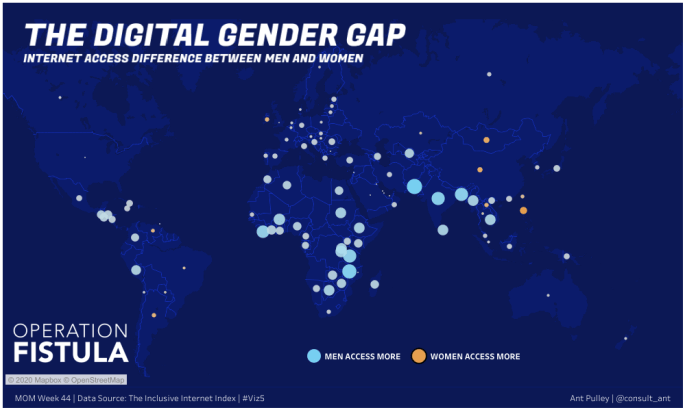 THE DIGITAL GENDER GAP
INTERNET ACCESS DIFFERENCE BETWEEN MEN AND WOMEN
OPERATION
FISTULA
MEN ACCESS MORE
WOMEN ACCESS MORE
© 2020 Mapbox © OpenStreetMap
MOM Week 44 | Data Source: The Inclusive Internet Index | #Viz5
Ant Pulley | @consult_ant